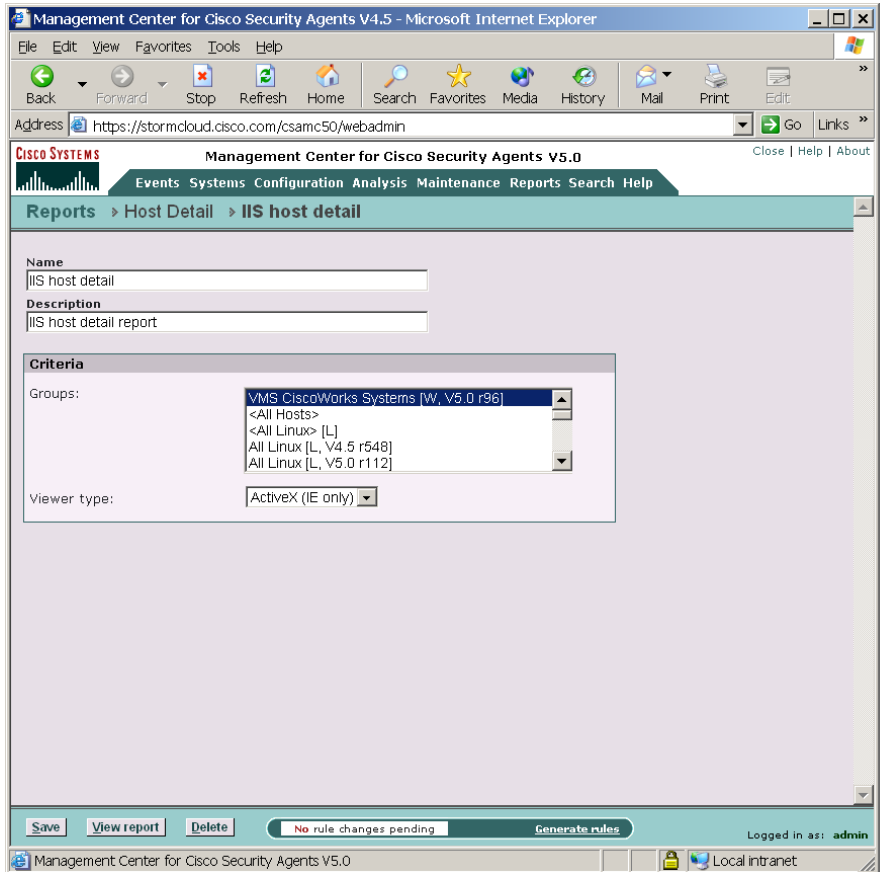 Management Center for Cisco Security Agents V4.5 - Microsoft Internet Explorer
File Edit View Favorites Tools Help
Back Forward Stop Refresh Home Search Favorites Media History Mail Print Edit »
Address https://stormcloud.cisco.com/csamc50/webadmin Go Links »
CISCO SYSTEMS Management Center for Cisco Security Agents V5.0 Close | Help | About
Events Systems Configuration Analysis Maintenance Reports Search Help
Reports > Host Detail > IIS host detail
Name
IIS host detail
Description
IIS host detail report
Criteria
Groups:
VMS CiscoWorks Systems [W, V5.0 r96]
<All Hosts>
<All Linux> [L]
All Linux [L, V4.5 r548]
All Linux [L, V5.0 r112]
Viewer type: ActiveX (IE only)
Save View report Delete No rule changes pending Generate rules Logged in as: admin
Management Center for Cisco Security Agents V5.0 Local intranet